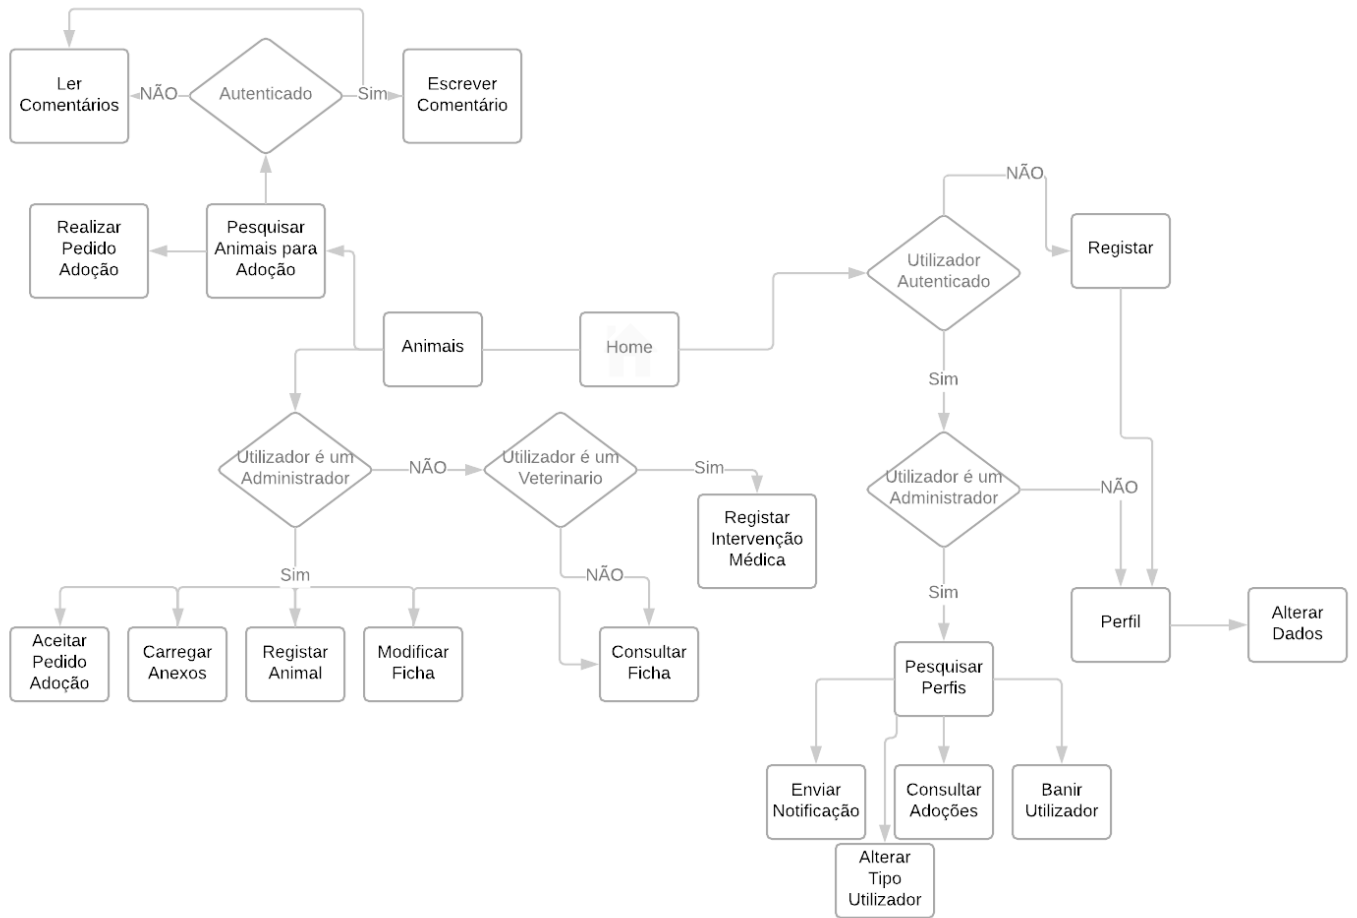 Ler
Comentários
NÃO
Autenticado
Sim
Escrever
Comentário
Realizar
Pedido
Adoção
Pesquisar
Animais para
Adoção
NÃO
Utilizador
Autenticado
Registar
Animais
Home
Sim
Utilizador é um
Administrador
NÃO
Utilizador é um
Veterinario
Sim
Utilizador é um
Administrador
NÃO
Registar
Intervenção
Médica
Sim
NÃO
Sim
Aceitar
Pedido
Adoção
Carregar
Anexos
Registar
Animal
Modificar
Ficha
Consultar
Ficha
Perfil
Alterar
Dados
Pesquisar
Perfis
Enviar
Notificação
Consultar
Adoções
Banir
Utilizador
Alterar
Tipo
Utilizador